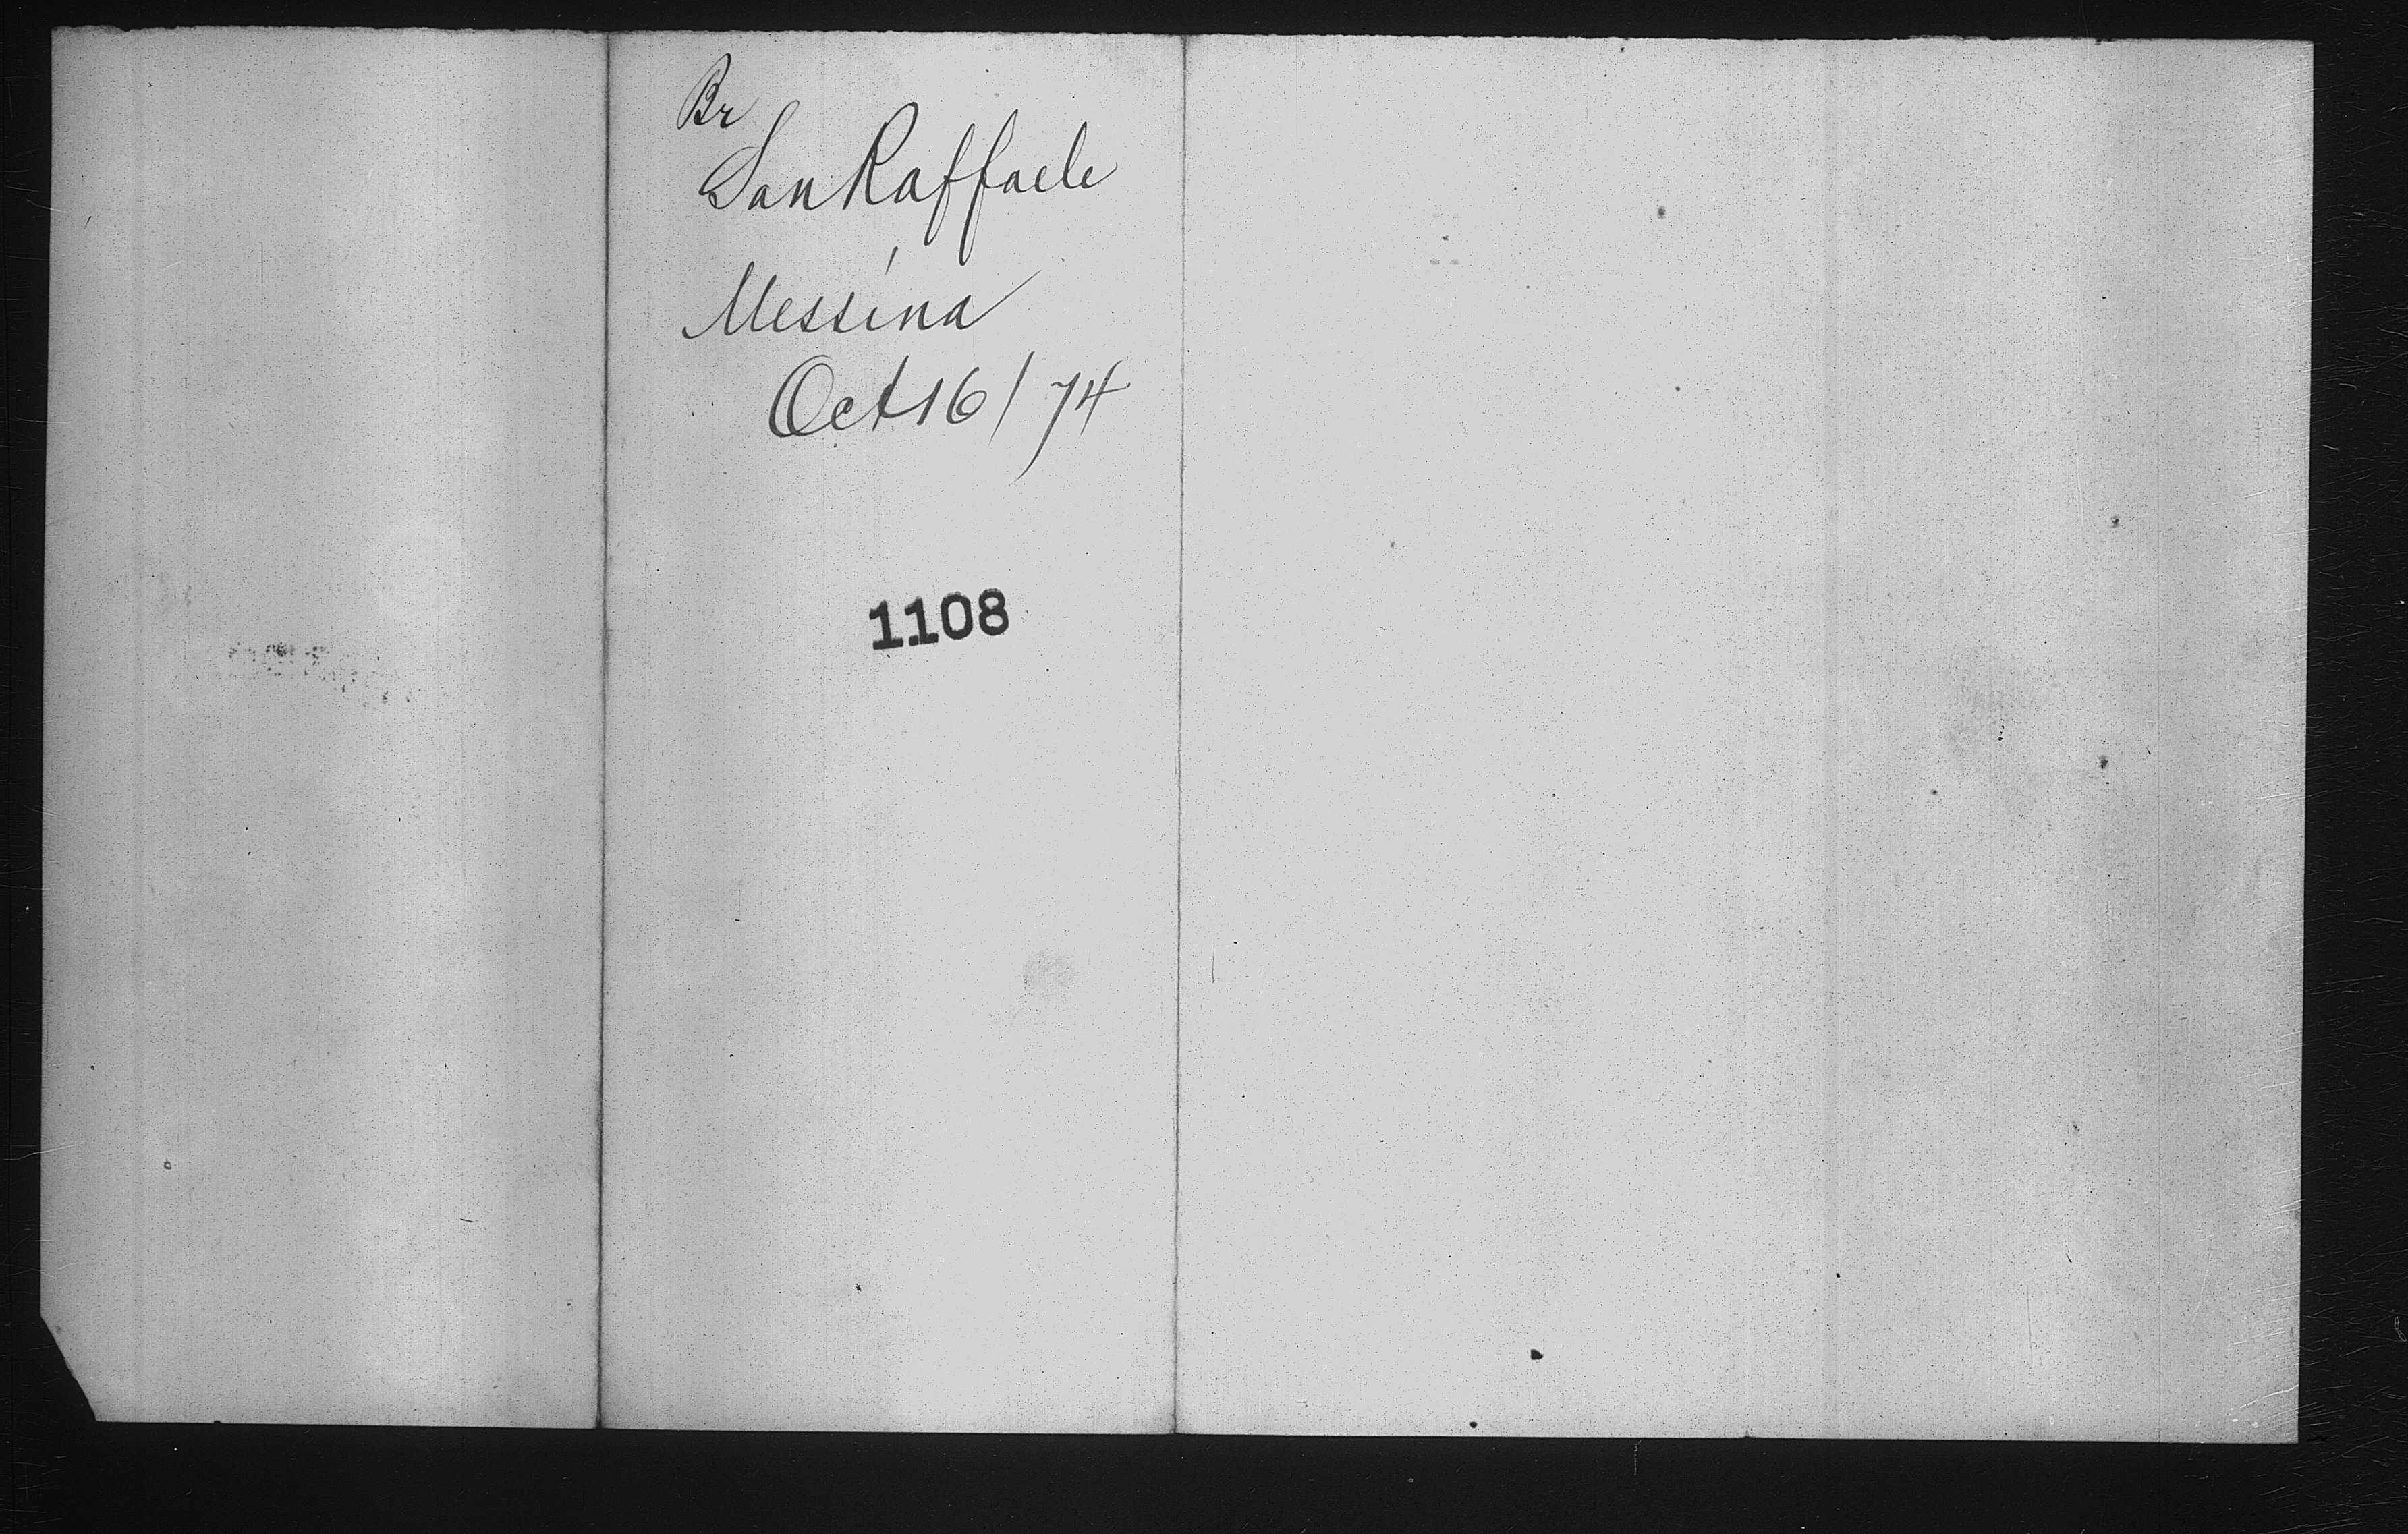 Br
San Raffaele
Messina
Oct 16/74
1108